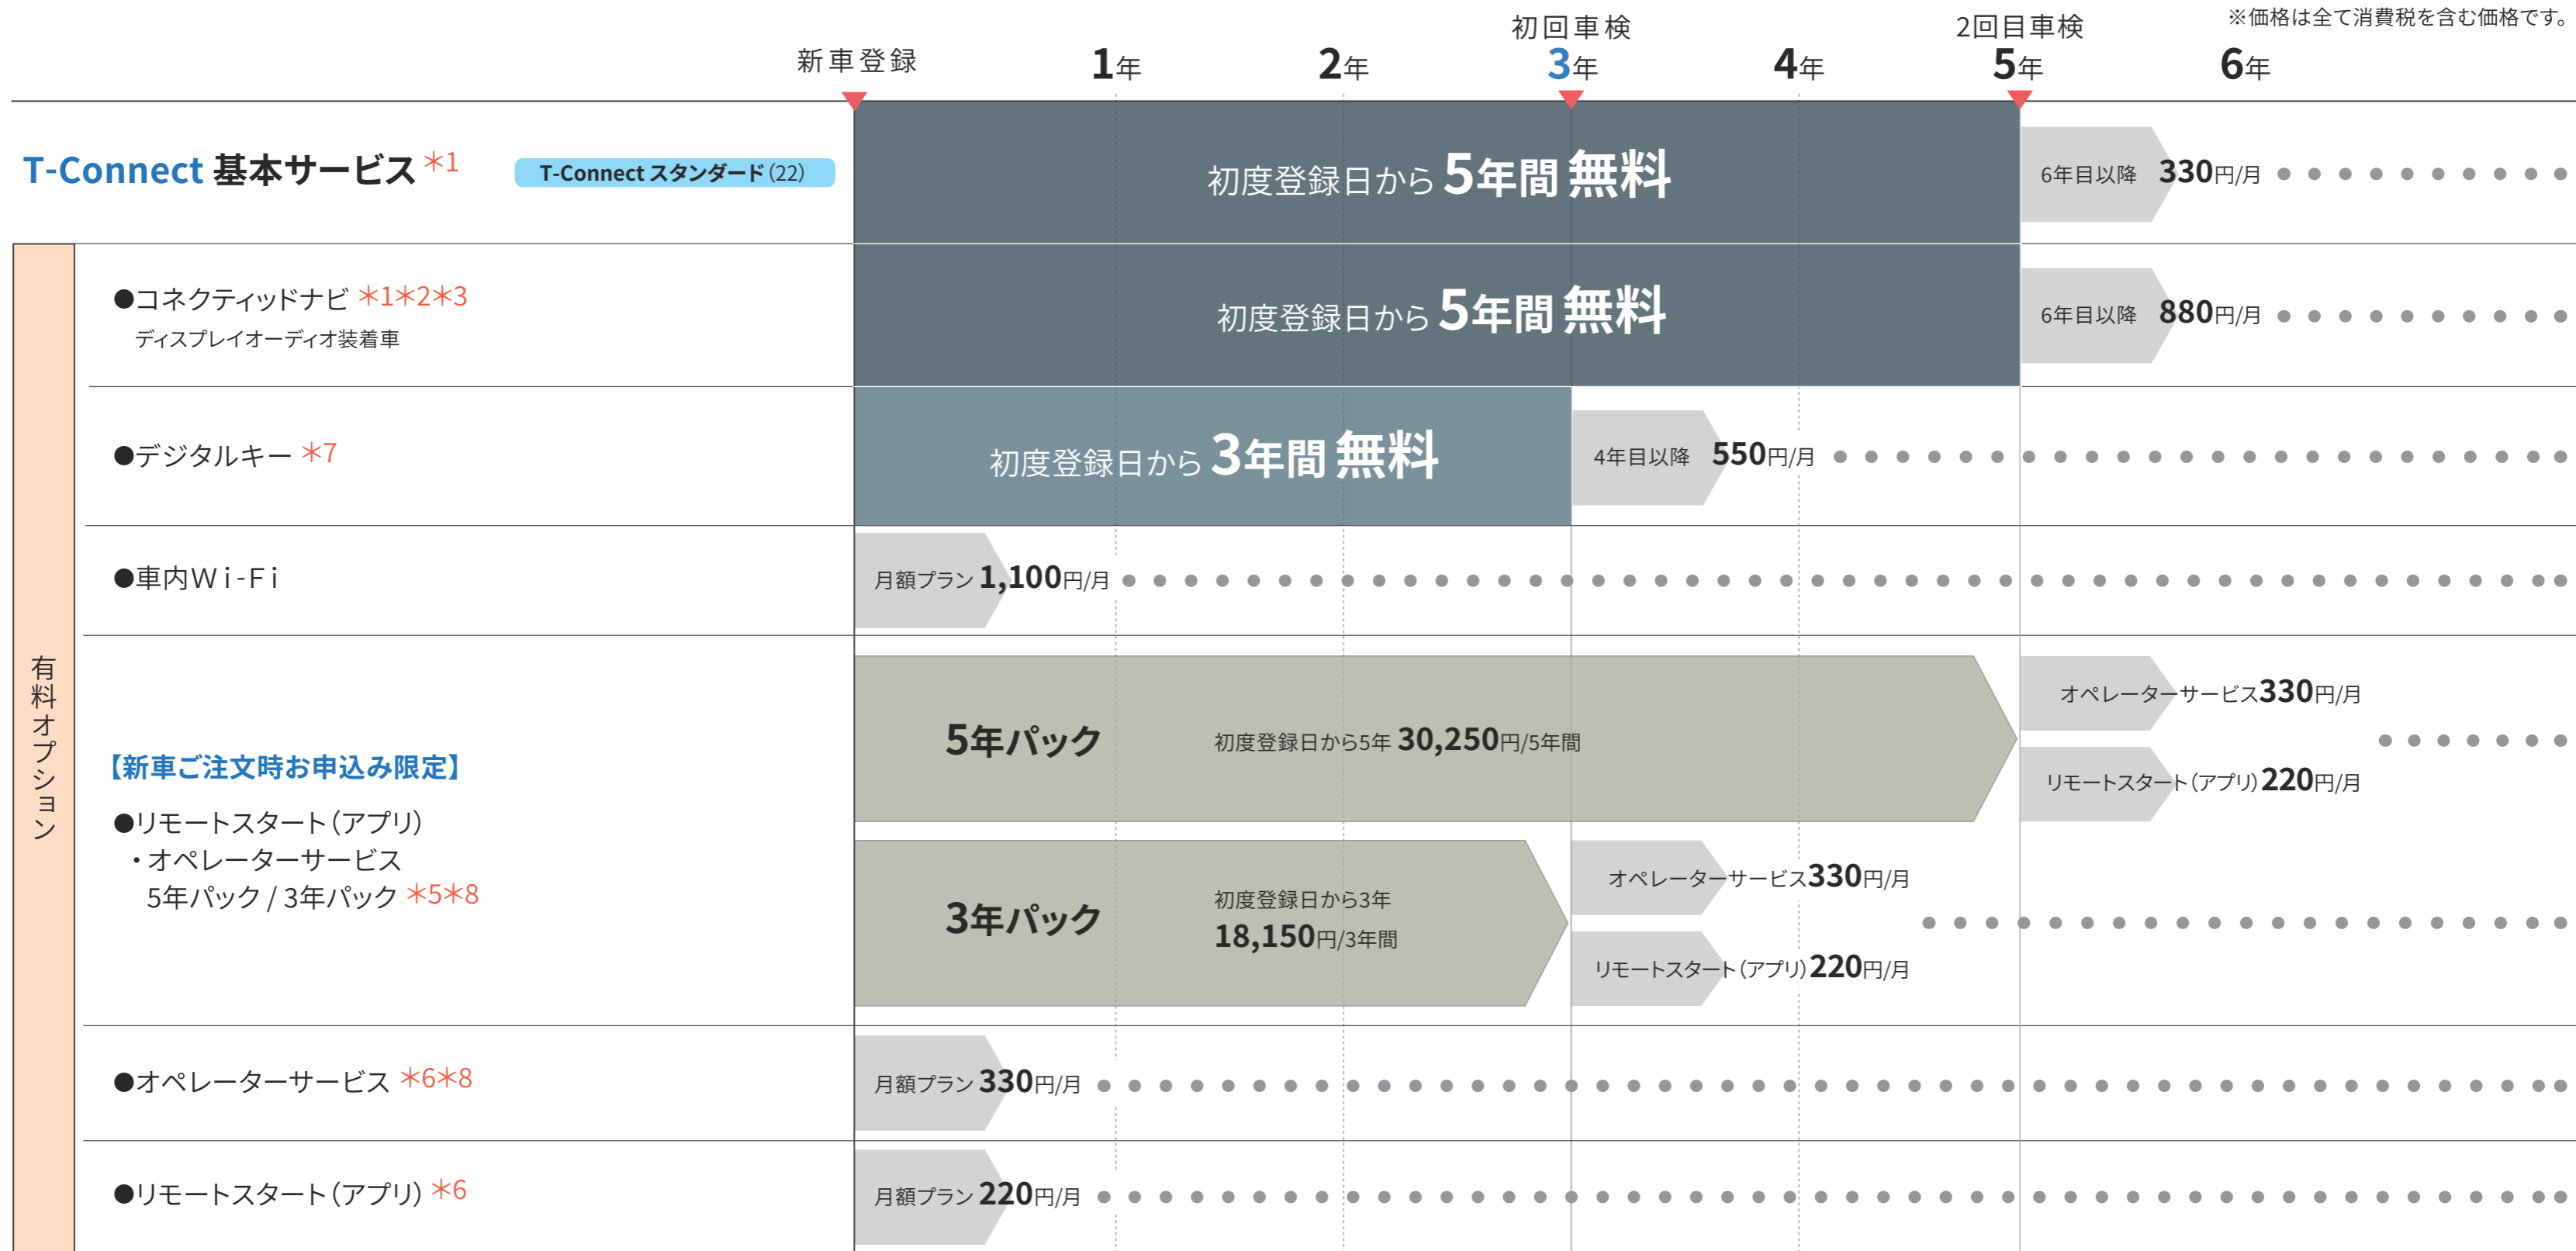 ※価格は全て消費税を含む価格です。
初回車検
2回目車検
新車登録
1年
2年
3年
4年
5年
6年
T-Connect 基本サービス＊1
T-Connect スタンダード（22）
初度登録日から 5年間 無料
6年目以降 330円/月
有料オプション
●コネクティッドナビ ＊1＊2＊3
ディスプレイオーディオ装着車
初度登録日から 5年間 無料
6年目以降 880円/月
●デジタルキー ＊7
初度登録日から 3年間 無料
4年目以降 550円/月
●車内Ｗｉ-Ｆｉ
月額プラン 1,100円/月
【新車ご注文時お申込み限定】
●リモートスタート（アプリ）
・オペレーターサービス
5年パック / 3年パック ＊5＊8
5年パック
初度登録日から5年 30,250円/5年間
オペレーターサービス330円/月
リモートスタート（アプリ）220円/月
3年パック
初度登録日から3年
18,150円/3年間
オペレーターサービス330円/月
リモートスタート（アプリ）220円/月
●オペレーターサービス ＊6＊8
月額プラン 330円/月
●リモートスタート（アプリ） ＊6
月額プラン 220円/月